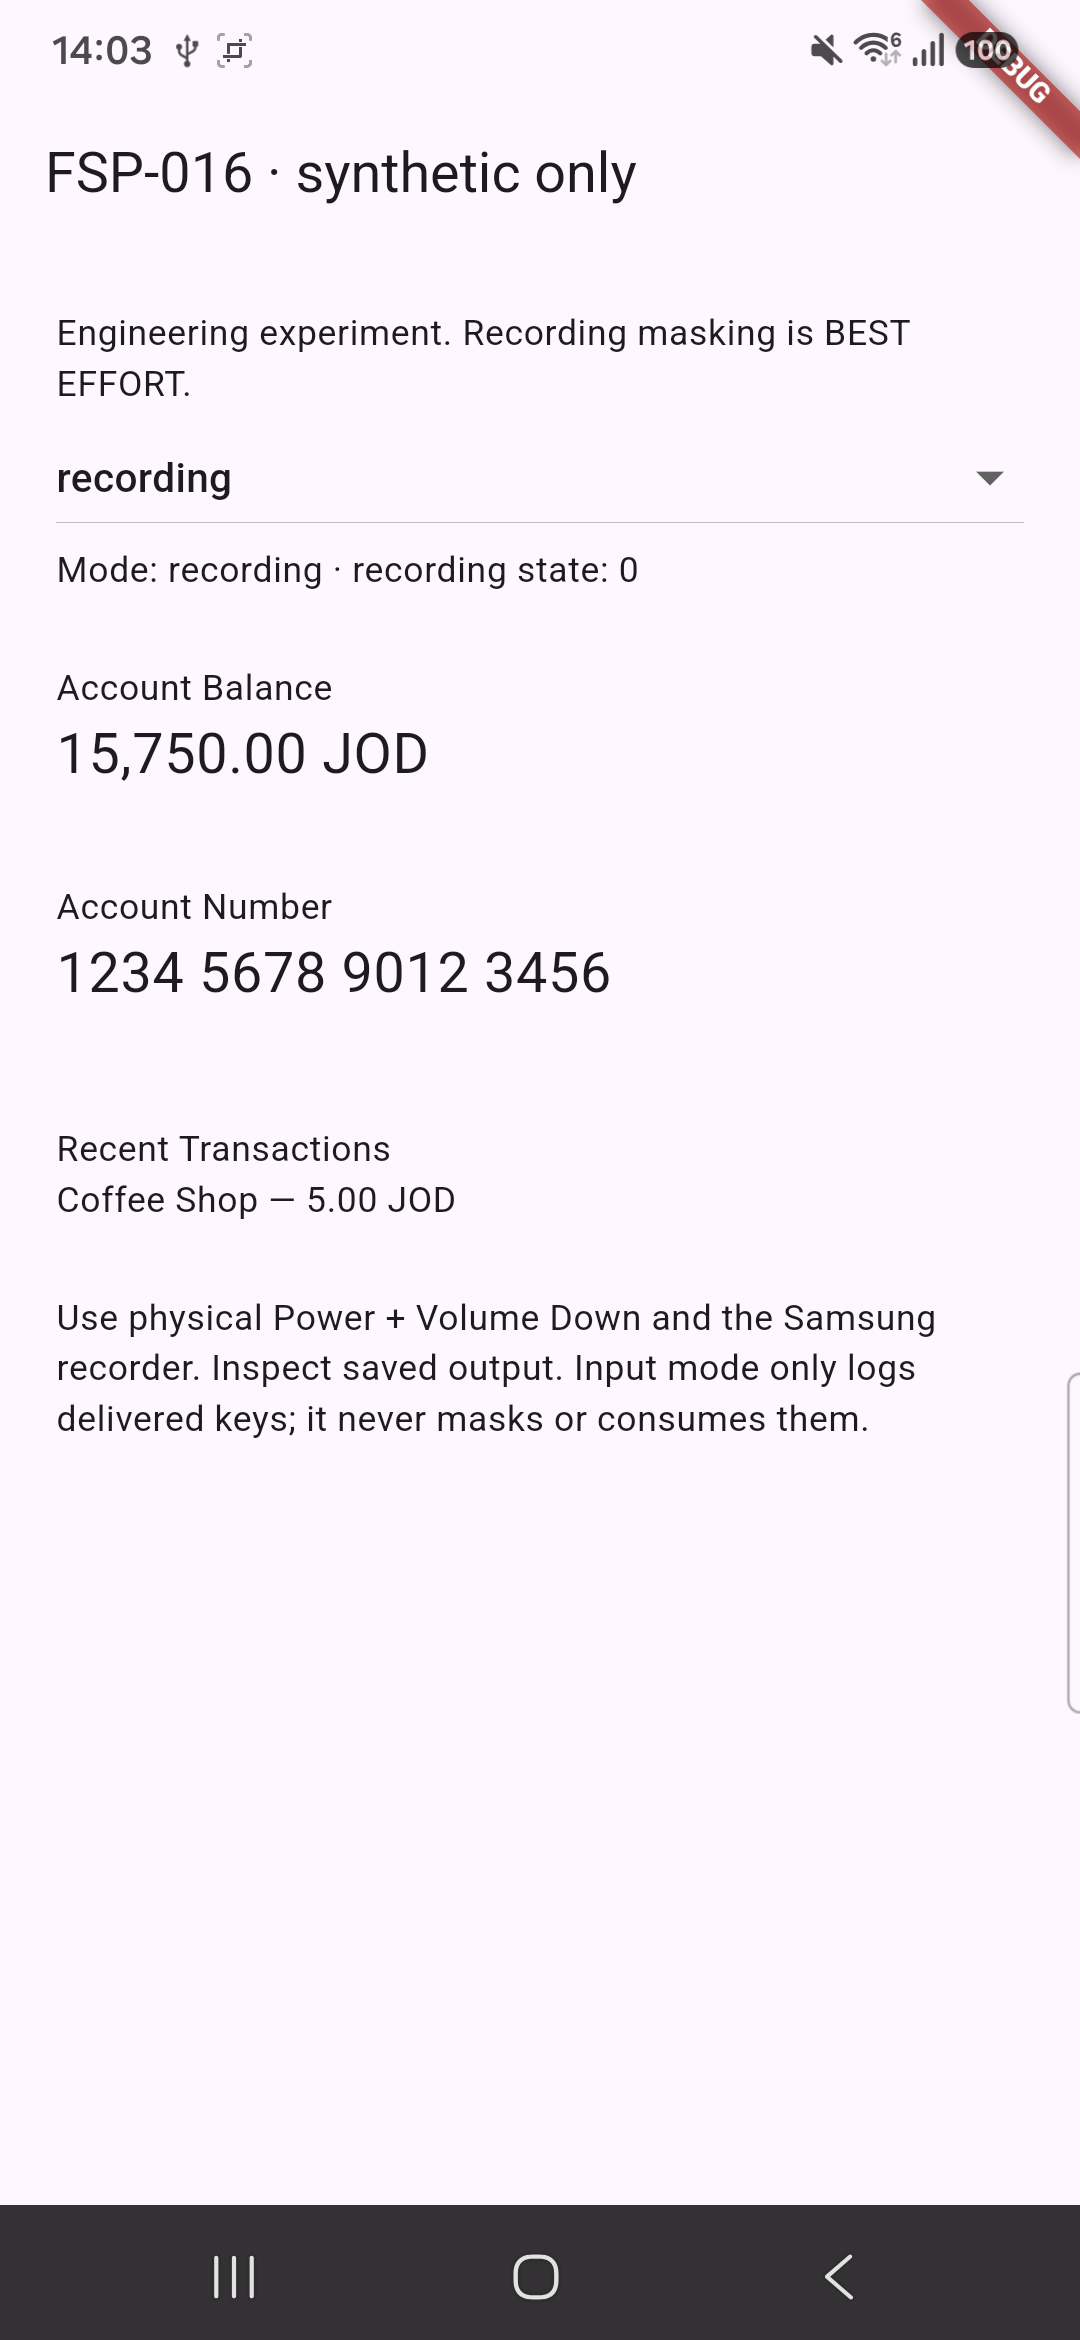 14:03
6
100
BUG
FSP-016 · synthetic only
Engineering experiment. Recording masking is BEST
EFFORT.
recording
Mode: recording · recording state: 0
Account Balance
15,750.00 JOD
Account Number
1234 5678 9012 3456
Recent Transactions
Coffee Shop — 5.00 JOD
Use physical Power + Volume Down and the Samsung
recorder. Inspect saved output. Input mode only logs
delivered keys; it never masks or consumes them.